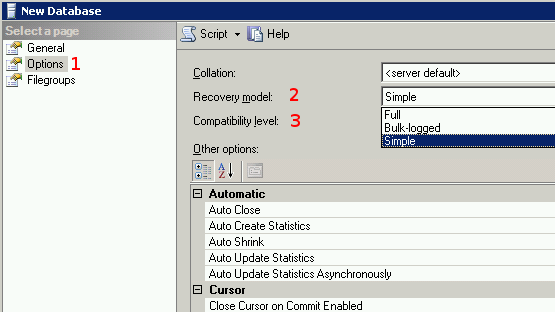 New Database
Select a page
General
Options 1
Filegroups
Script Help
Collation: <server default>
Recovery model: 2 Simple
Full
Compatibility level: 3
Bulk-logged
Simple
Other options:
A
Z
Automatic
Auto Close
Auto Create Statistics
Auto Shrink
Auto Update Statistics
Auto Update Statistics Asynchronously
Cursor
Close Cursor on Commit Enabled